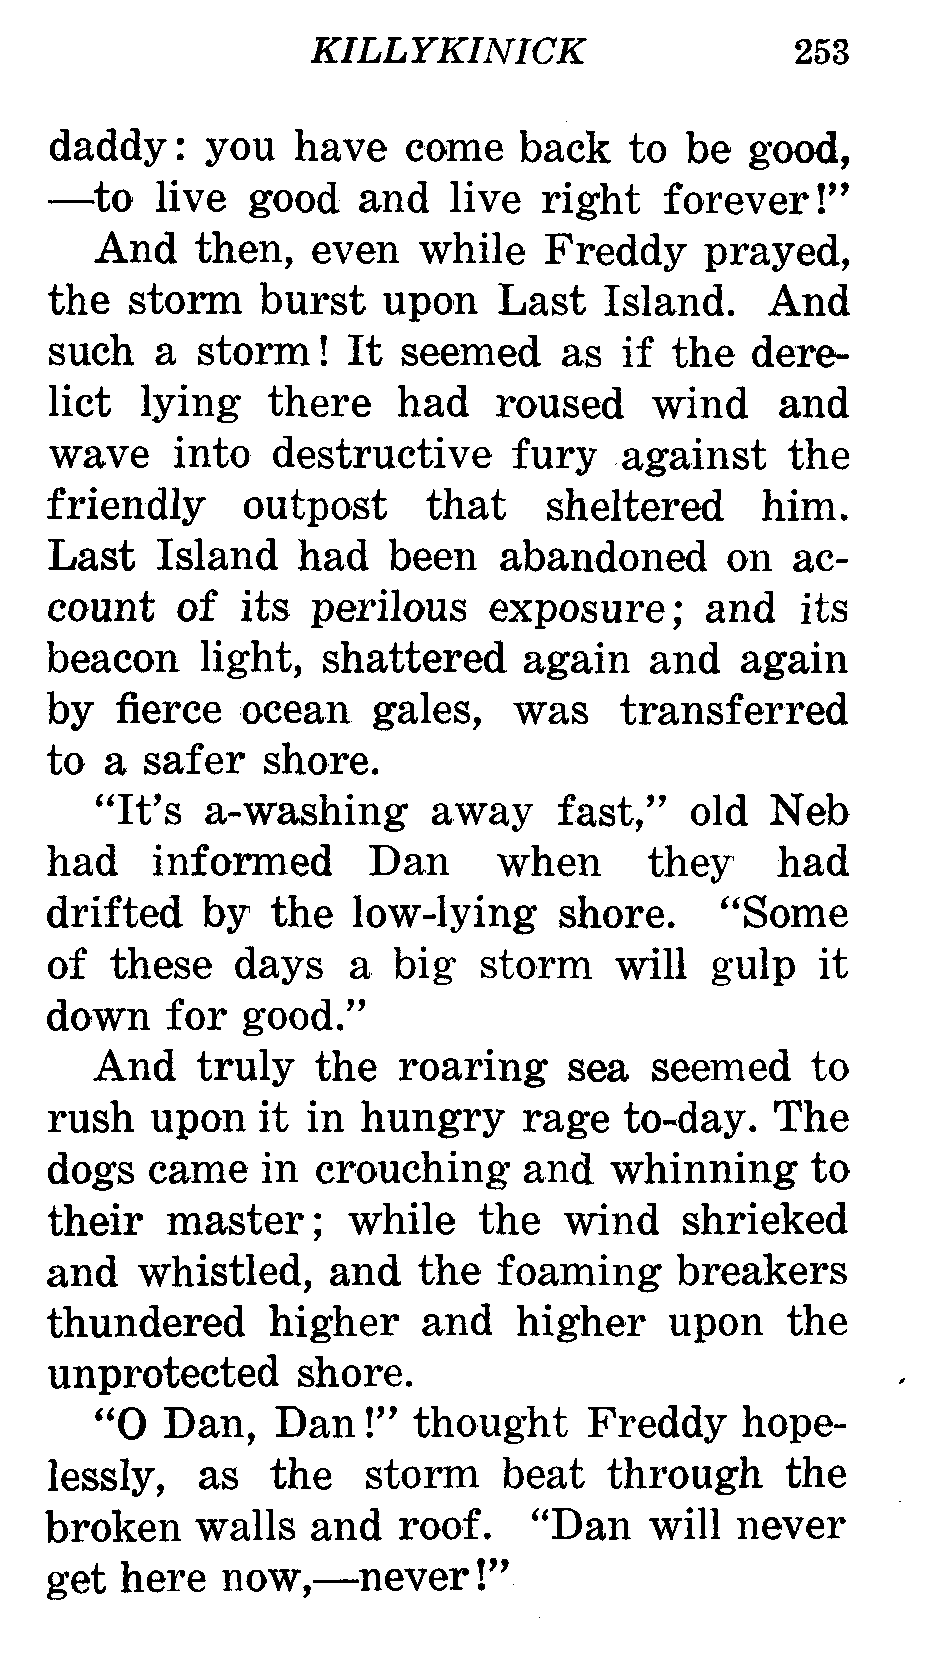 KILLYKINICK 253
daddy: you have come back to be good,
—to live good and live right forever!”
And then, even while Freddy prayed,
the storm burst upon Last Island. And
such a storm! It seemed as if the dere-
lict lying there had roused wind and
wave into destructive fury against the
friendly outpost that sheltered him.
Last Island had been abandoned on ac-
count of its perilous exposure; and its
beacon light, shattered again and again
by fierce ocean gales, was transferred
to a safer shore.
“It’s a-washing away fast,” old Neb
had informed Dan when they had
drifted by the low-lying shore. “Some
of these days a big storm will gulp it
down for good.”
And truly the roaring sea seemed to
rush upon it in hungry rage to-day. The
dogs came in crouching and whinning to
their master; while the wind shrieked
and whistled, and the foaming breakers
thundered higher and higher upon the
unprotected shore.
“O Dan, Dan!” thought Freddy hope-
lessly, as the storm beat through the
broken walls and roof. “Dan will never
get here now,—never!”